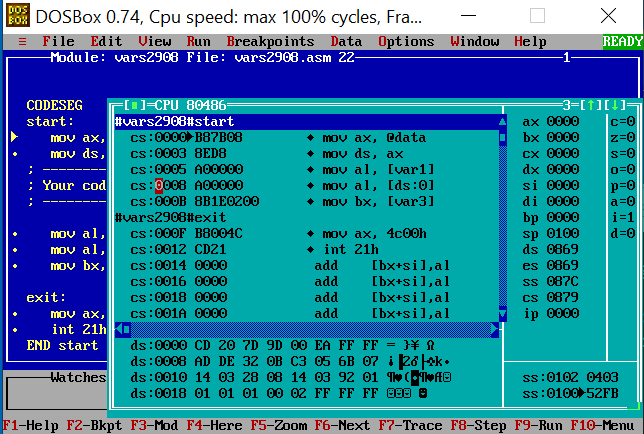 DOSBox 0.74, Cpu speed: max 100% cycles, Fra...
≡ File Edit View Run Breakpoints Data Options Window Help READY
Module: vars2908 File: vars2908.asm 22 1
CODESEG
start:
mov ax,
mov ds,
; --------
; Your cod
; --------
mov al,
mov al,
mov bx,
exit:
mov ax,
int 21h
END start
Watches
CPU 80486 3
#vars2908#start
cs:0000 B87B08 mov ax, @data
cs:0003 8ED8 mov ds, ax
cs:0005 A00000 mov al, [var1]
cs:0008 A00000 mov al, [ds:0]
cs:000B 8B1E0200 mov bx, [var3]
#vars2908#exit
cs:000F B8004C mov ax, 4c00h
cs:0012 CD21 int 21h
cs:0014 0000 add [bx+si],al
cs:0016 0000 add [bx+si],al
cs:0018 0000 add [bx+si],al
cs:001A 0000 add [bx+si],al
ax 0000 c=0
bx 0000 z=0
cx 0000 s=0
dx 0000 o=0
si 0000 p=0
di 0000 a=0
bp 0000 i=1
sp 0100 d=0
ds 0869
es 0869
ss 087C
cs 0879
ip 0000
ds:0000 CD 20 7D 9D 00 EA FF FF = }¥ Ω
ds:0008 AD DE 32 0B C3 05 6B 07
ds:0010 14 03 28 08 14 03 92 01
ds:0018 01 01 01 00 02 FF FF FF
ss:0102 0403
ss:0100 52FB
F1-Help F2-Bkpt F3-Mod F4-Here F5-Zoom F6-Next F7-Trace F8-Step F9-Run F10-Menu